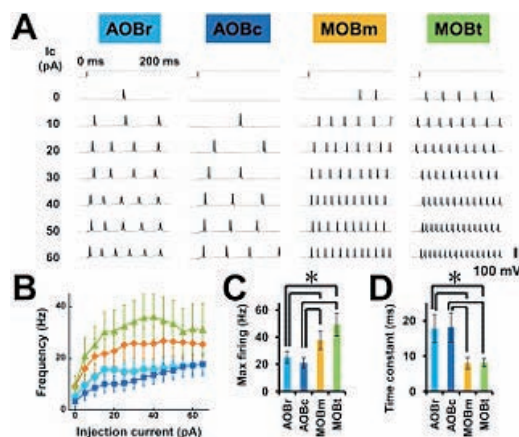 A
AOBr AOBc MOBm MOBt
Ic
(pA)
0 ms 200 ms
0
10
20
30
40
50
60
100 mV
B C D
Frequency (Hz)
40
20
0
0 20 40 60
Injection current (pA)
Max firing (Hz)
60
40
20
0
AOBr AOBc MOBm MOBt
*
Time constant (ms)
20
10
0
AOBr AOBc MOBm MOBt
*